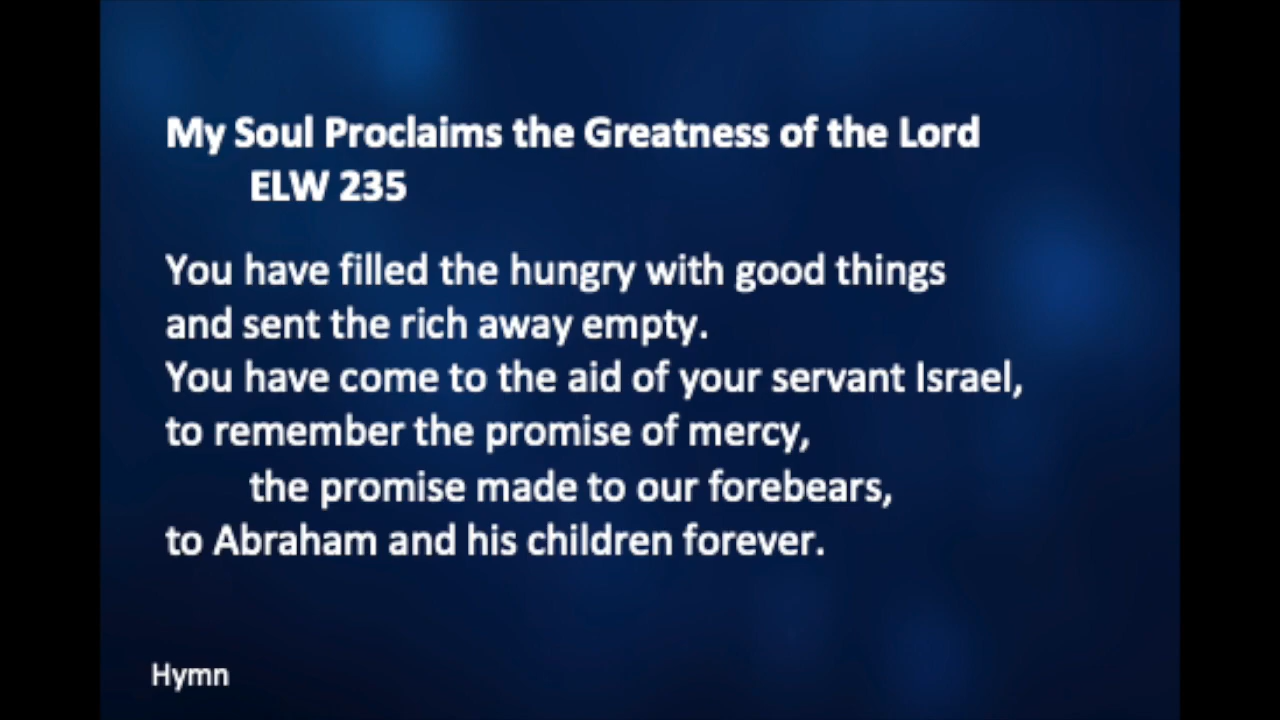 My Soul Proclaims the Greatness of the Lord
ELW 235
You have filled the hungry with good things
and sent the rich away empty.
You have come to the aid of your servant Israel,
to remember the promise of mercy,
the promise made to our forebears,
to Abraham and his children forever.
Hymn